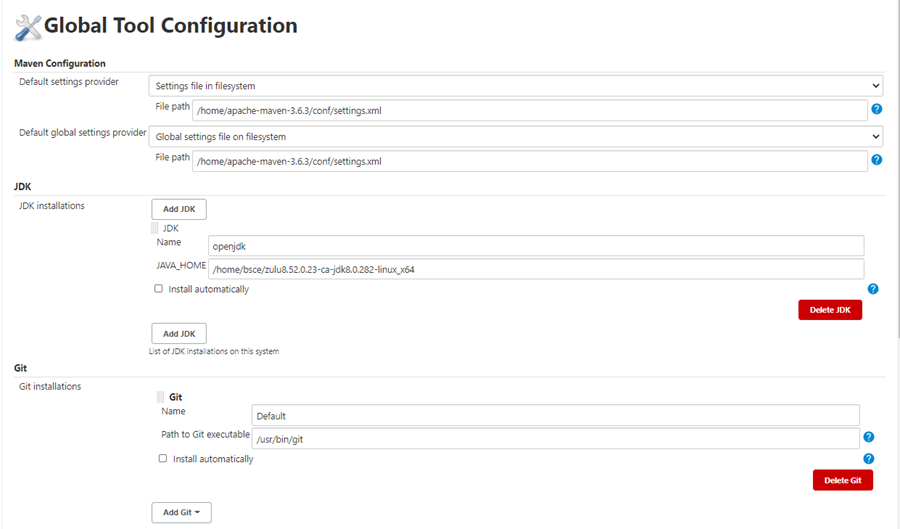 Global Tool Configuration
Maven Configuration
Default settings provider
Settings file in filesystem
File path
/home/apache-maven-3.6.3/conf/settings.xml
?
Default global settings provider
Global settings file on filesystem
File path
/home/apache-maven-3.6.3/conf/settings.xml
?
JDK
JDK installations
Add JDK
JDK
Name
openjdk
JAVA_HOME
/home/bsce/zulu8.52.0.23-ca-jdk8.0.282-linux_x64
Install automatically
?
Delete JDK
Add JDK
List of JDK installations on this system
Git
Git installations
Git
Name
Default
Path to Git executable
/usr/bin/git
?
Install automatically
?
Delete Git
Add Git